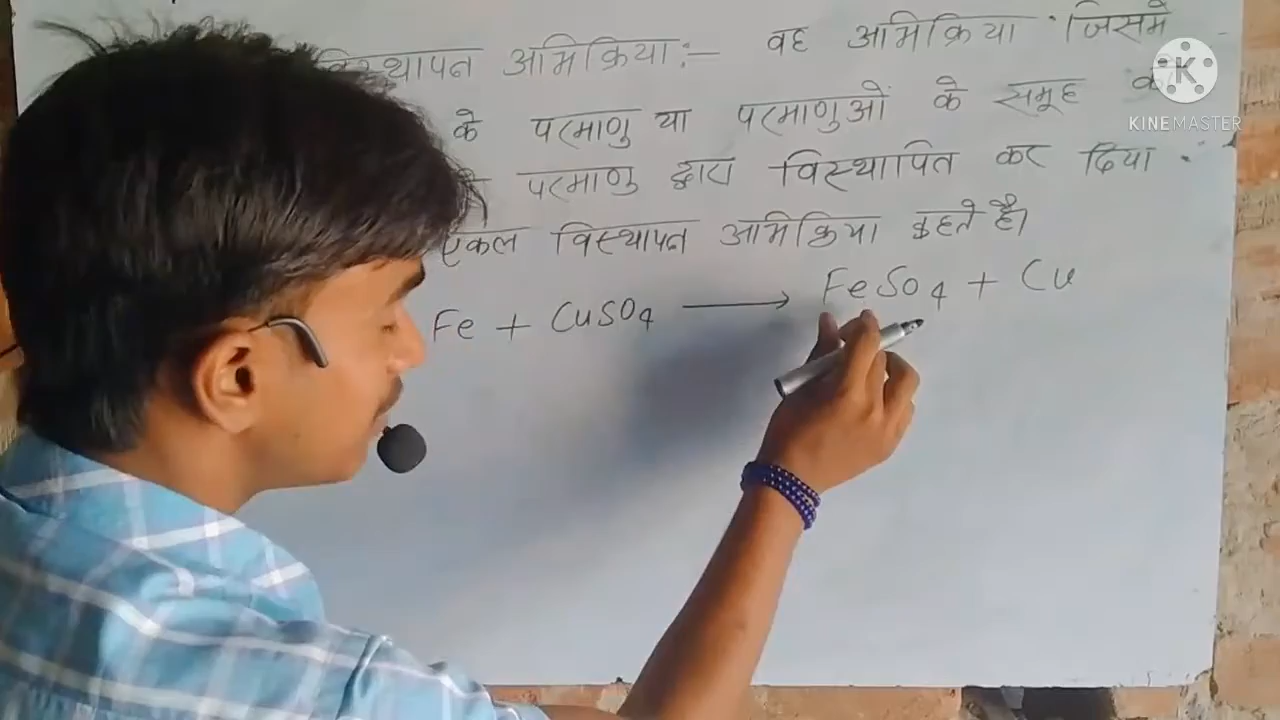 विस्थापन अभिक्रिया :- वह अभिक्रिया जिसमें
के परमाणु या परमाणुओं के समूह को
परमाणु द्वारा विस्थापित कर दिया
एकल विस्थापन अभिक्रिया कहते है।
Fe + CuSO4 ⟶ FeSO4 + Cu
K
KINEMASTER